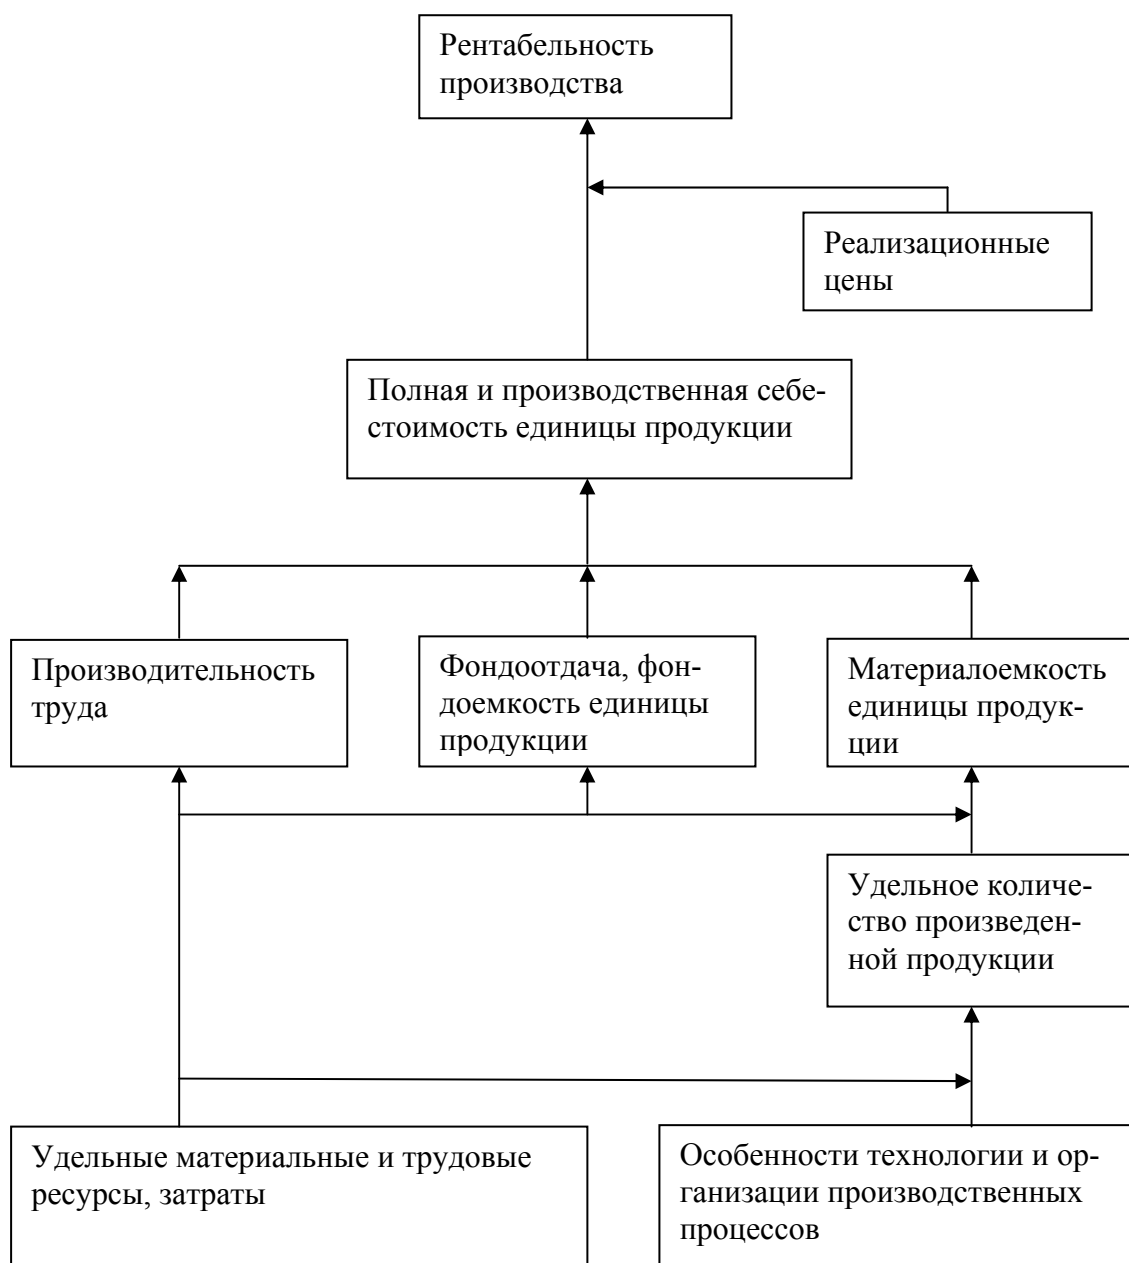 Рентабельность
производства
Реализационные
цены
Полная и производственная себе-
стоимость единицы продукции
Производительность
труда
Фондоотдача, фон-
доемкость единицы
продукции
Материалоемкость
единицы продук-
ции
Удельное количе-
ство произведен-
ной продукции
Удельные материальные и трудовые
ресурсы, затраты
Особенности технологии и ор-
ганизации производственных
процессов